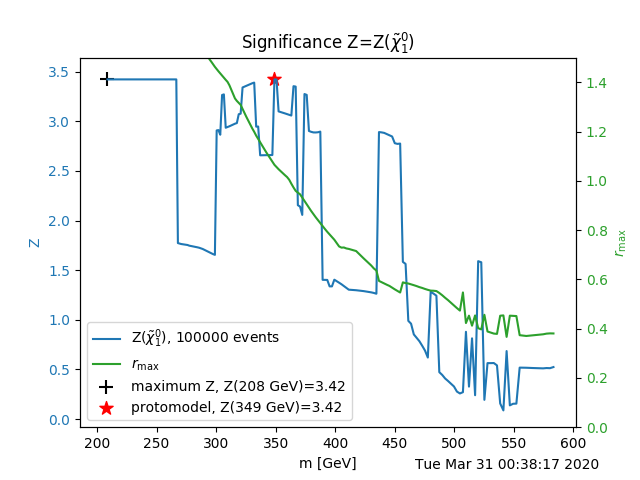 Significance Z=Z(χ̃₁⁰)
3.5
3.0
2.5
2.0
1.5
1.0
0.5
0.0
Z
1.4
1.2
1.0
0.8
0.6
0.4
0.2
0.0
r_max
Z(χ̃₁⁰), 100000 events
r_max
maximum Z, Z(208 GeV)=3.42
protomodel, Z(349 GeV)=3.42
200 250 300 350 400 450 500 550 600
m [GeV]
Tue Mar 31 00:38:17 2020